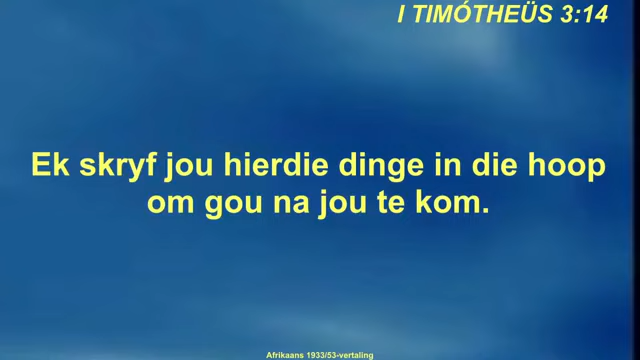 I TIMÓTHEÜS 3:14
Ek skryf jou hierdie dinge in die hoop
om gou na jou te kom.
Afrikaans 1933/53-vertaling